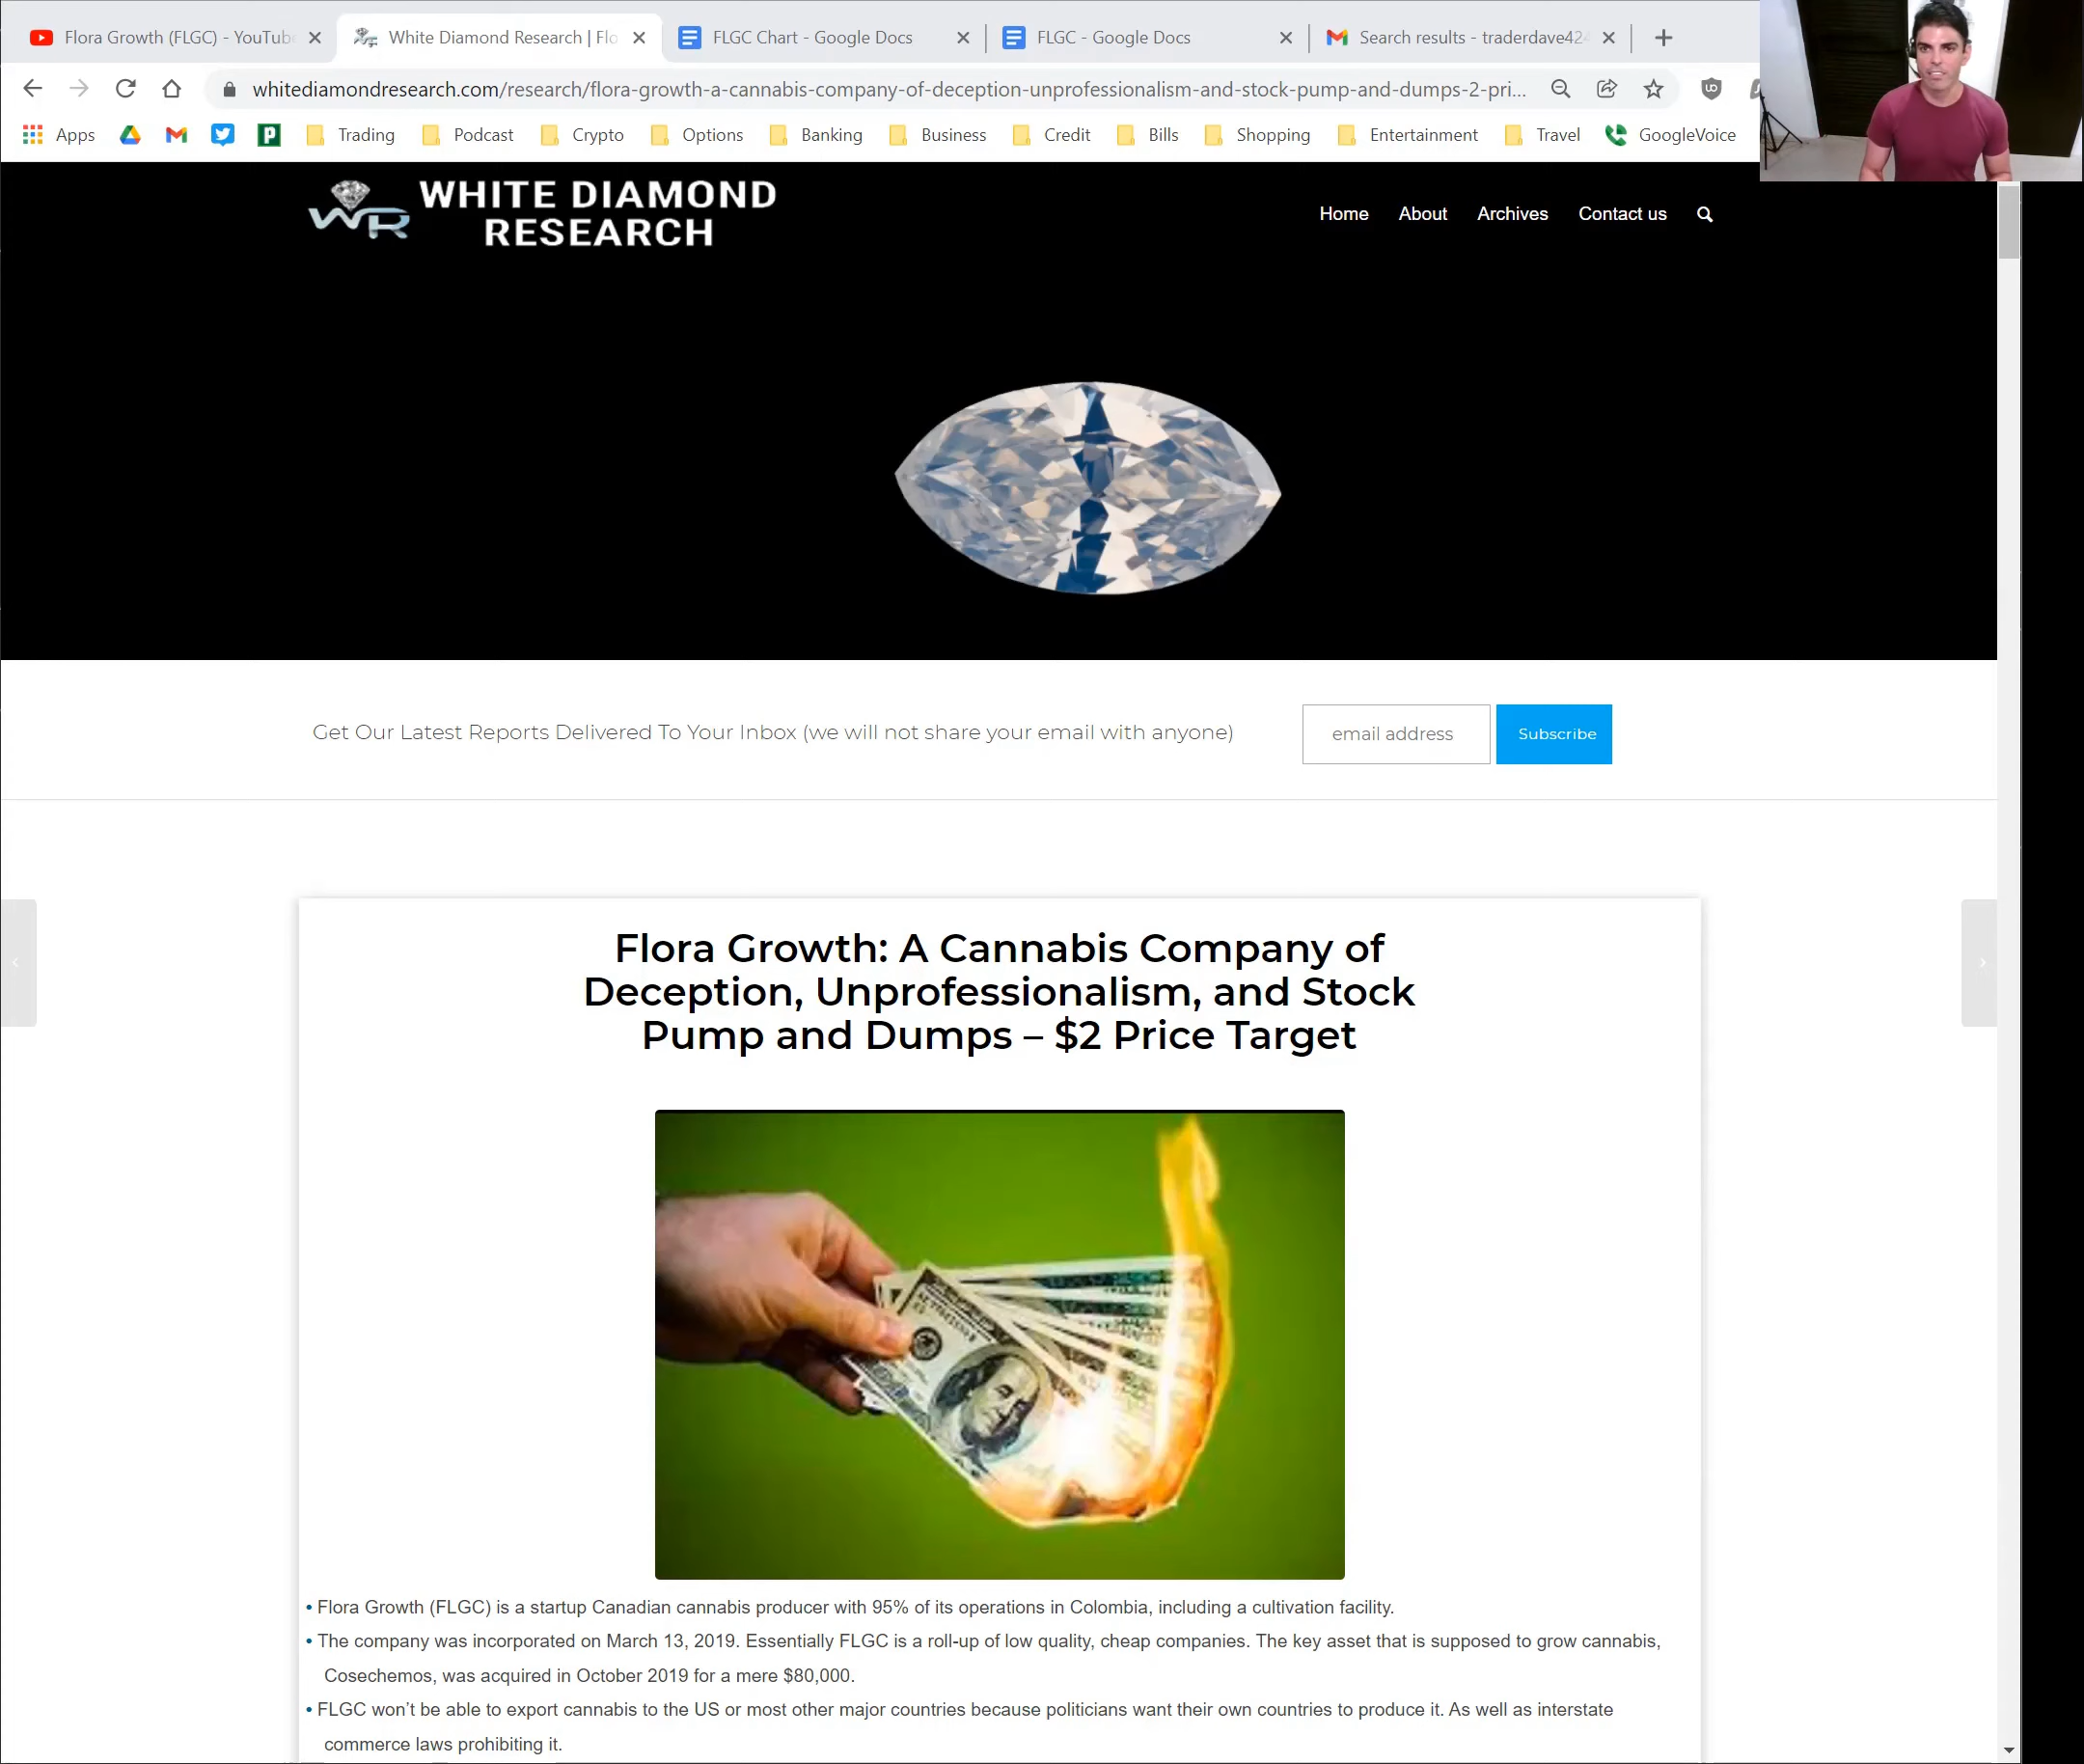 Flora Growth (FLGC) - YouTub
White Diamond Research | Flo
FLGC Chart - Google Docs
FLGC - Google Docs
Search results - traderdave424
whitediamondresearch.com/research/flora-growth-a-cannabis-company-of-deception-unprofessionalism-and-stock-pump-and-dumps-2-pri...
Apps
Trading
Podcast
Crypto
Options
Banking
Business
Credit
Bills
Shopping
Entertainment
Travel
GoogleVoice
WR
WHITE DIAMOND
RESEARCH
Home
About
Archives
Contact us
Get Our Latest Reports Delivered To Your Inbox (we will not share your email with anyone)
email address
Subscribe
Flora Growth: A Cannabis Company of
Deception, Unprofessionalism, and Stock
Pump and Dumps – $2 Price Target
• Flora Growth (FLGC) is a startup Canadian cannabis producer with 95% of its operations in Colombia, including a cultivation facility.
• The company was incorporated on March 13, 2019. Essentially FLGC is a roll-up of low quality, cheap companies. The key asset that is supposed to grow cannabis,
Cosechemos, was acquired in October 2019 for a mere $80,000.
• FLGC won’t be able to export cannabis to the US or most other major countries because politicians want their own countries to produce it. As well as interstate
commerce laws prohibiting it.